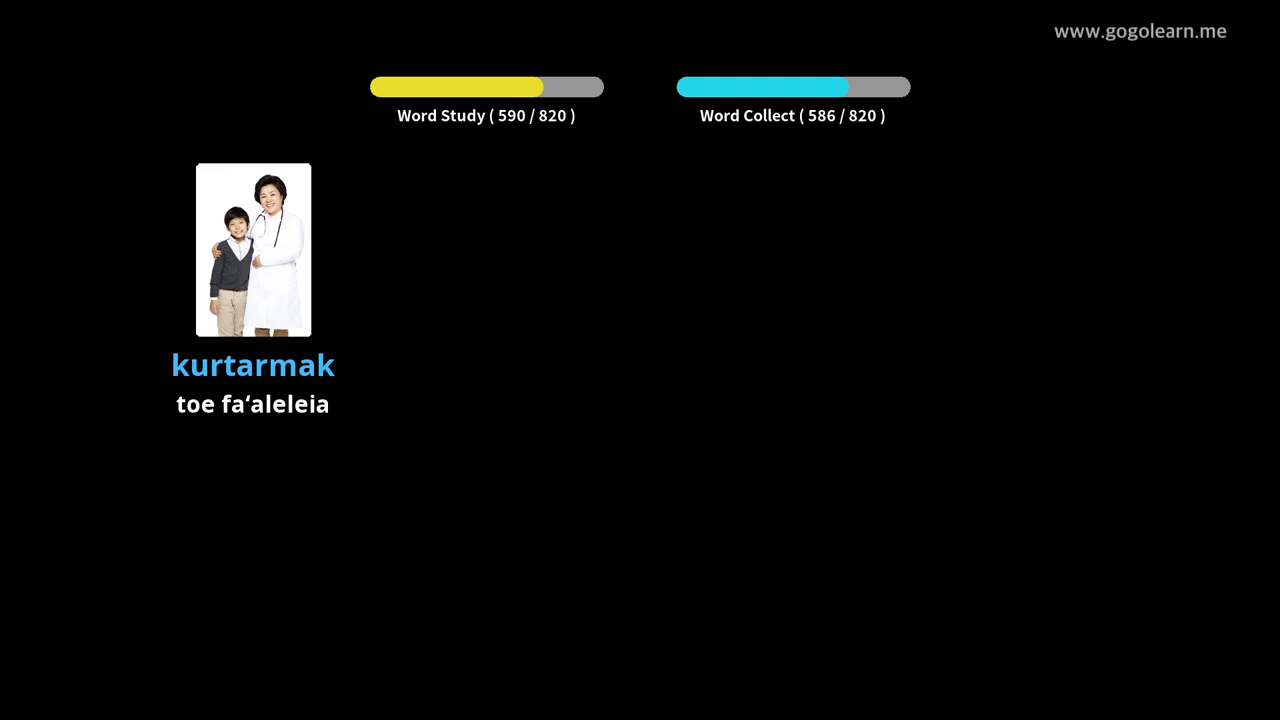 www.gogolearn.me
Word Study ( 590 / 820 )
Word Collect ( 586 / 820 )
kurtarmak
toe faʻaleleia